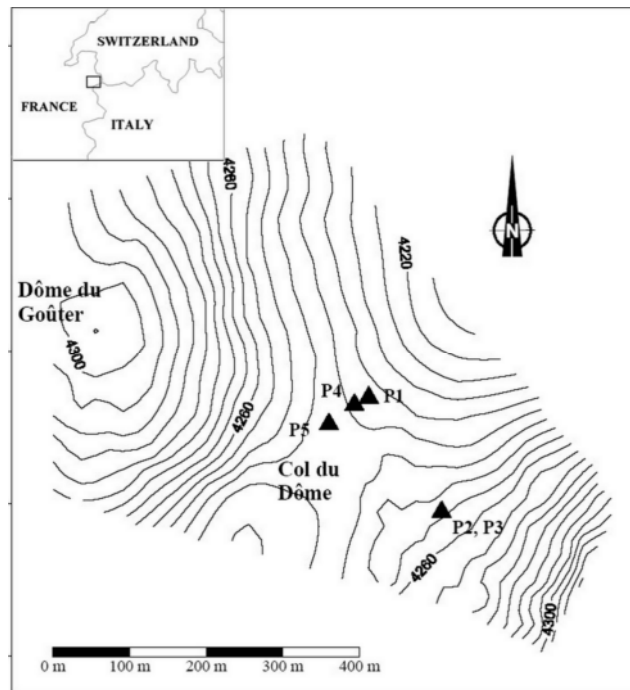 SWITZERLAND
FRANCE
ITALY
4260
N
4220
Dôme du
Goûter
4300
P4
P1
P5
4260
Col du
Dôme
P2, P3
4260
4300
0 m
100 m
200 m
300 m
400 m